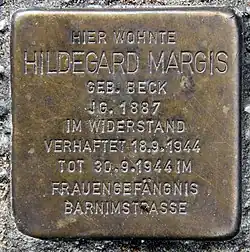 HIER WOHNTE
HILDEGARD MARGIS
GEB. BECK
JG. 1887
IM WIDERSTAND
VERHAFTET 18.9.1944
TOT 30.9.1944 IM
FRAUENGEFÄNGNIS
BARNIMSTRASSE